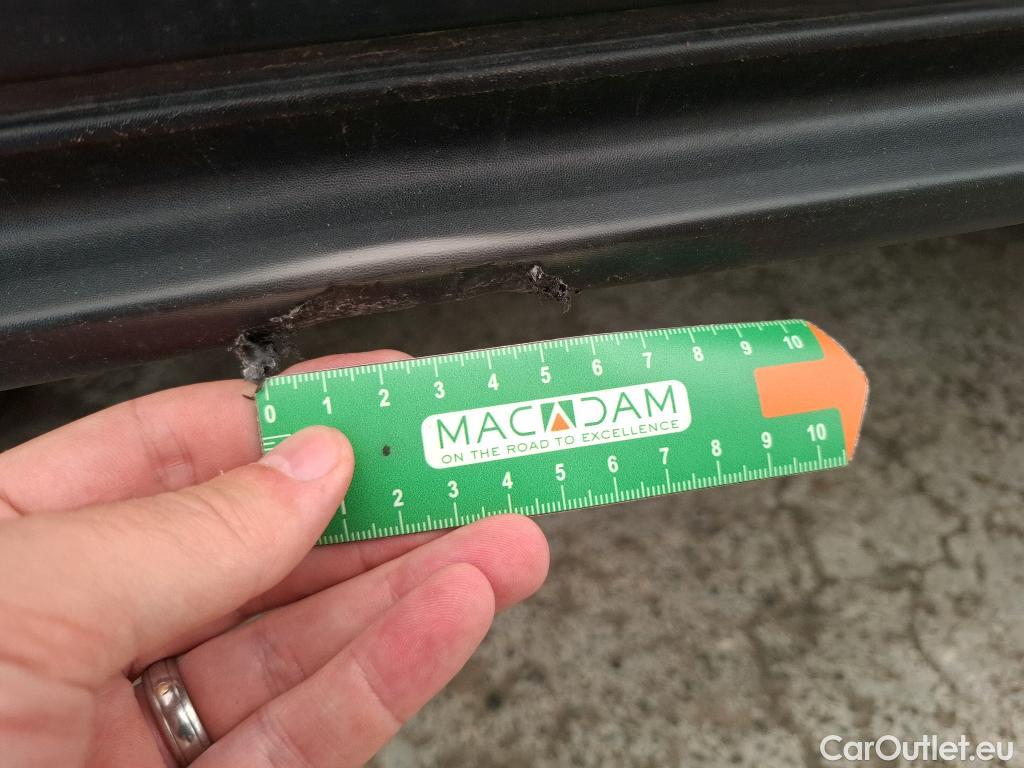 0 1 2 3 4 5 6 7 8 9 10
MACADAM
ON THE ROAD TO EXCELLENCE
1 2 3 4 5 6 7 8 9 10
CarOutlet.eu